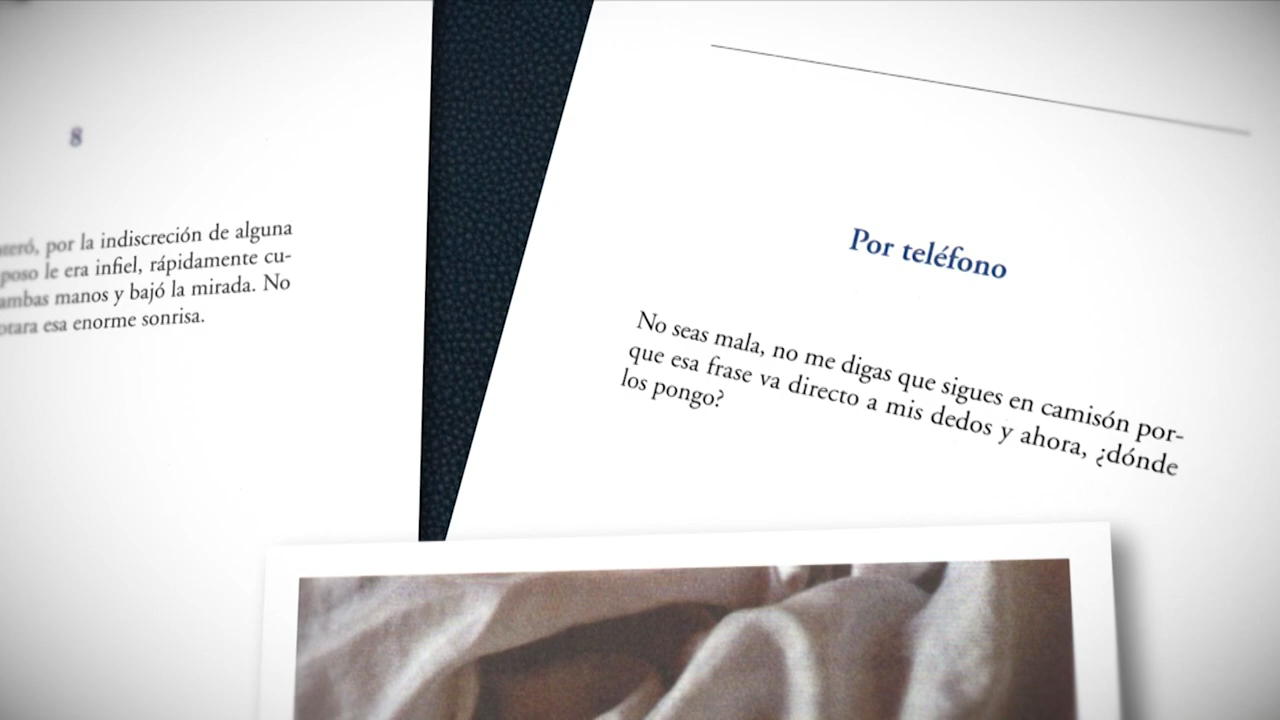 8
por la indiscreción de alguna
poso le era infiel, rápidamente cu-
ambas manos y bajó la mirada. No
esa enorme sonrisa.
Por teléfono
No seas mala, no me digas que sigues en camisón por-
que esa frase va directo a mis dedos y ahora, ¿dónde
los pongo?